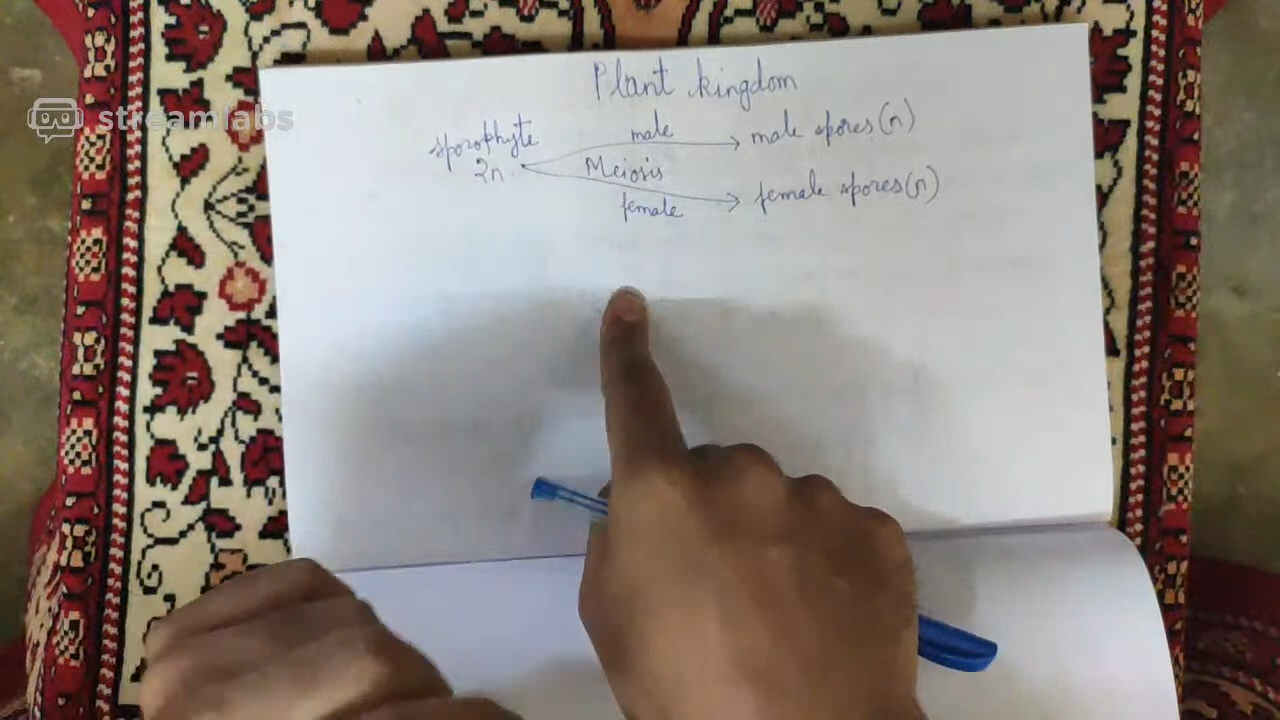 streamlabs
Plant kingdom
sporophyte
2n
male
Meiosis
female
male spores(n)
female spores(n)